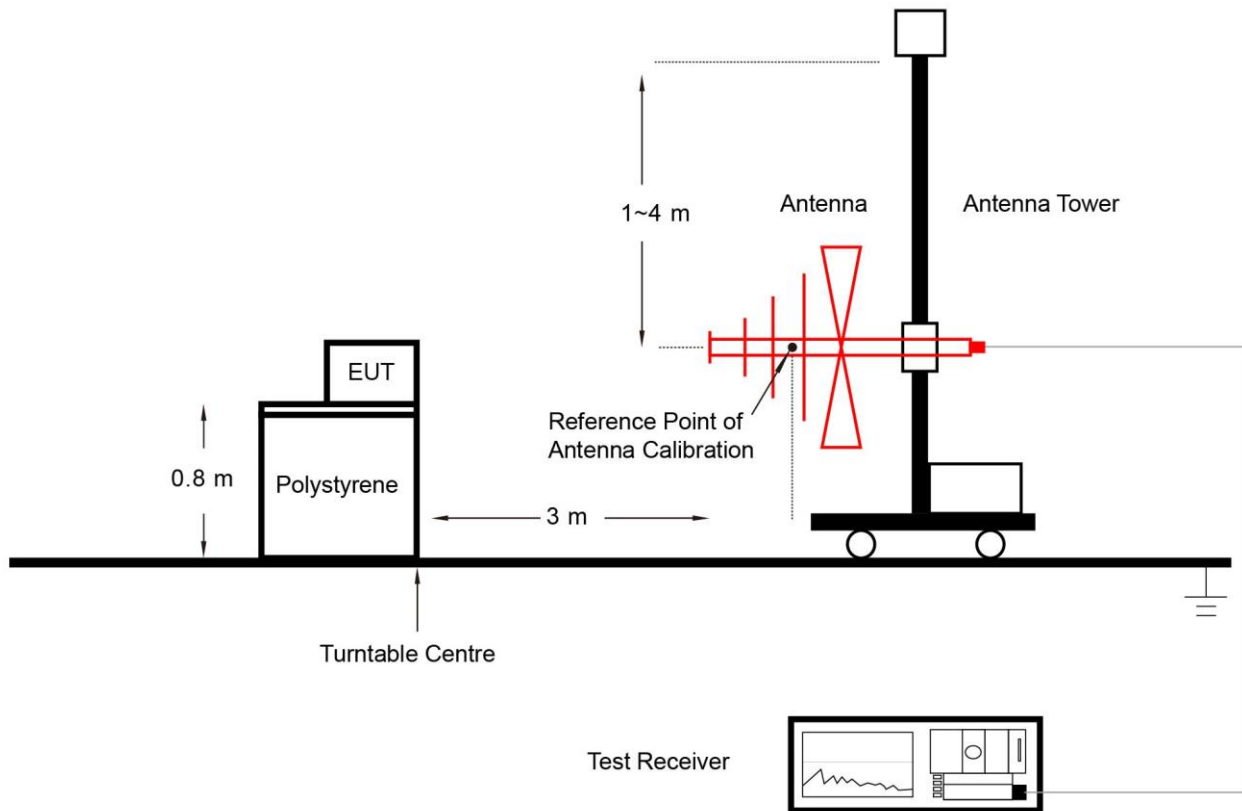 1~4 m
Antenna
Antenna Tower
EUT
Reference Point of
Antenna Calibration
0.8 m
Polystyrene
3 m
Turntable Centre
Test Receiver